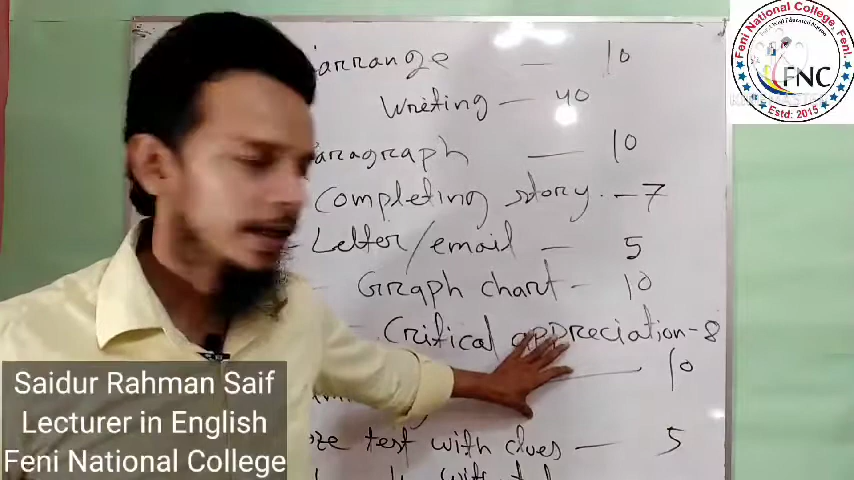 arrange — 10
Writing — 40
aragraph — 10
Completing story. — 7
Letter/email — 5
Graph chart - 10
- Critical appreciation - 8
10
test with clues — 5
Feni National College, Feni.
FNC
Estd: 2015
Saidur Rahman Saif
Lecturer in English
Feni National College